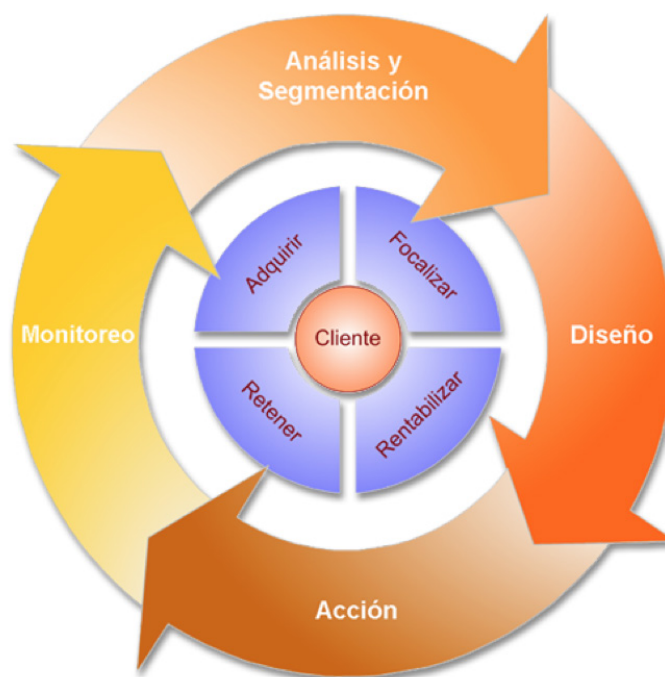 Análisis y
Segmentación
Adquirir
Focalizar
Monitoreo
Cliente
Diseño
Retener
Rentabilizar
Acción